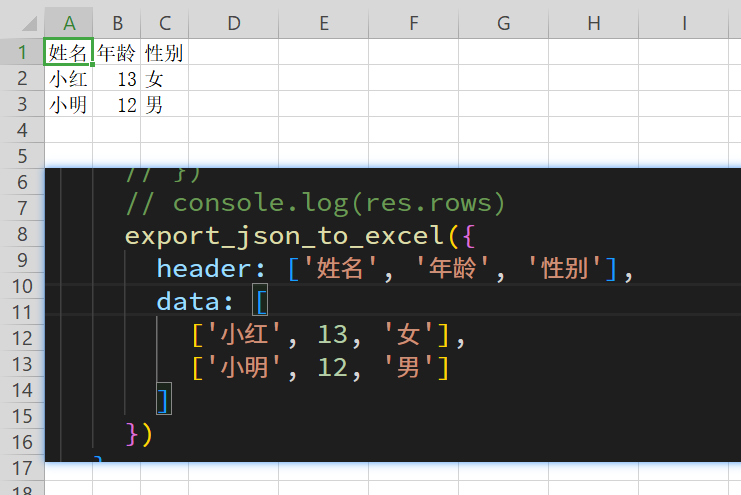 A B C D E F G H I
1 姓名 年龄 性别
2 小红 13 女
3 小明 12 男
4
5
6
7
8
9
10
11
12
13
14
15
16
17
18
// })
// console.log(res.rows)
export_json_to_excel({
header: ['姓名', '年龄', '性别'],
data: [
['小红', 13, '女'],
['小明', 12, '男']
]
})